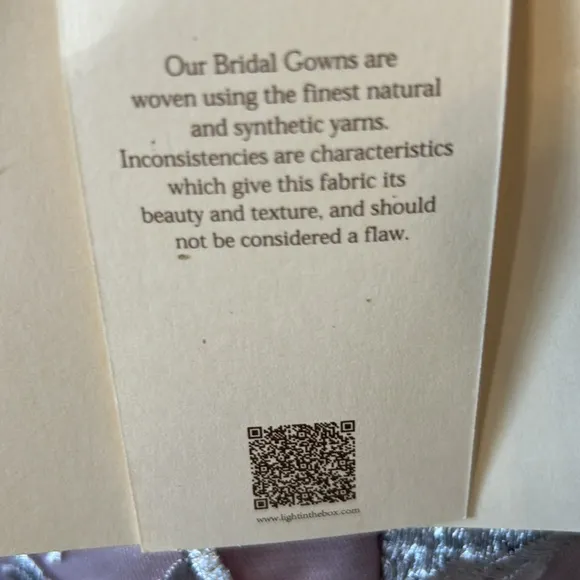 Our Bridal Gowns are
woven using the finest natural
and synthetic yarns.
Inconsistencies are characteristics
which give this fabric its
beauty and texture, and should
not be considered a flaw.
www.lightinthebox.com